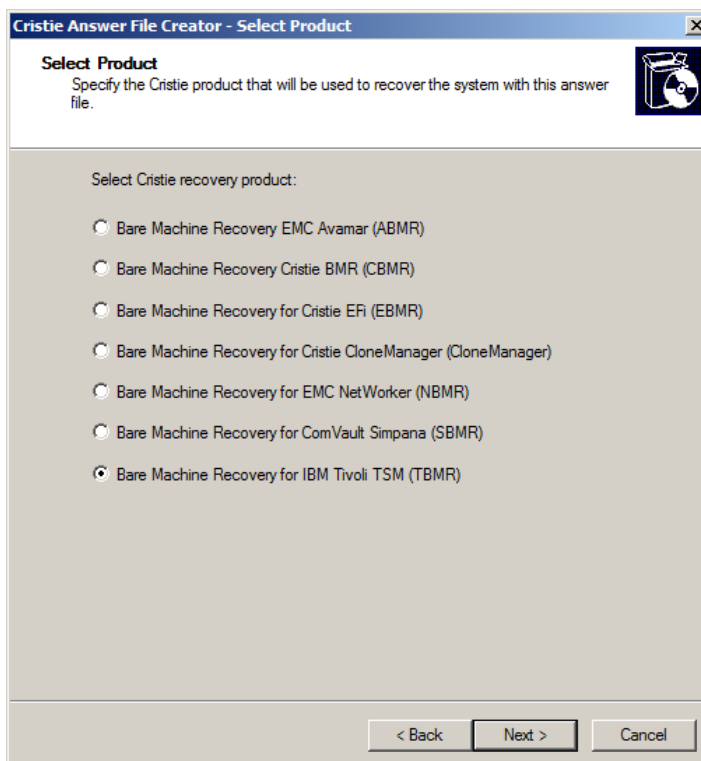 Cristie Answer File Creator - Select Product
Select Product
Specify the Cristie product that will be used to recover the system with this answer
file.
Select Cristie recovery product:
Bare Machine Recovery EMC Avamar (ABMR)
Bare Machine Recovery Cristie BMR (CBMR)
Bare Machine Recovery for Cristie EFi (EBMR)
Bare Machine Recovery for Cristie CloneManager (CloneManager)
Bare Machine Recovery for EMC NetWorker (NBMR)
Bare Machine Recovery for ComVault Simpana (SBMR)
Bare Machine Recovery for IBM Tivoli TSM (TBMR)
< Back Next > Cancel